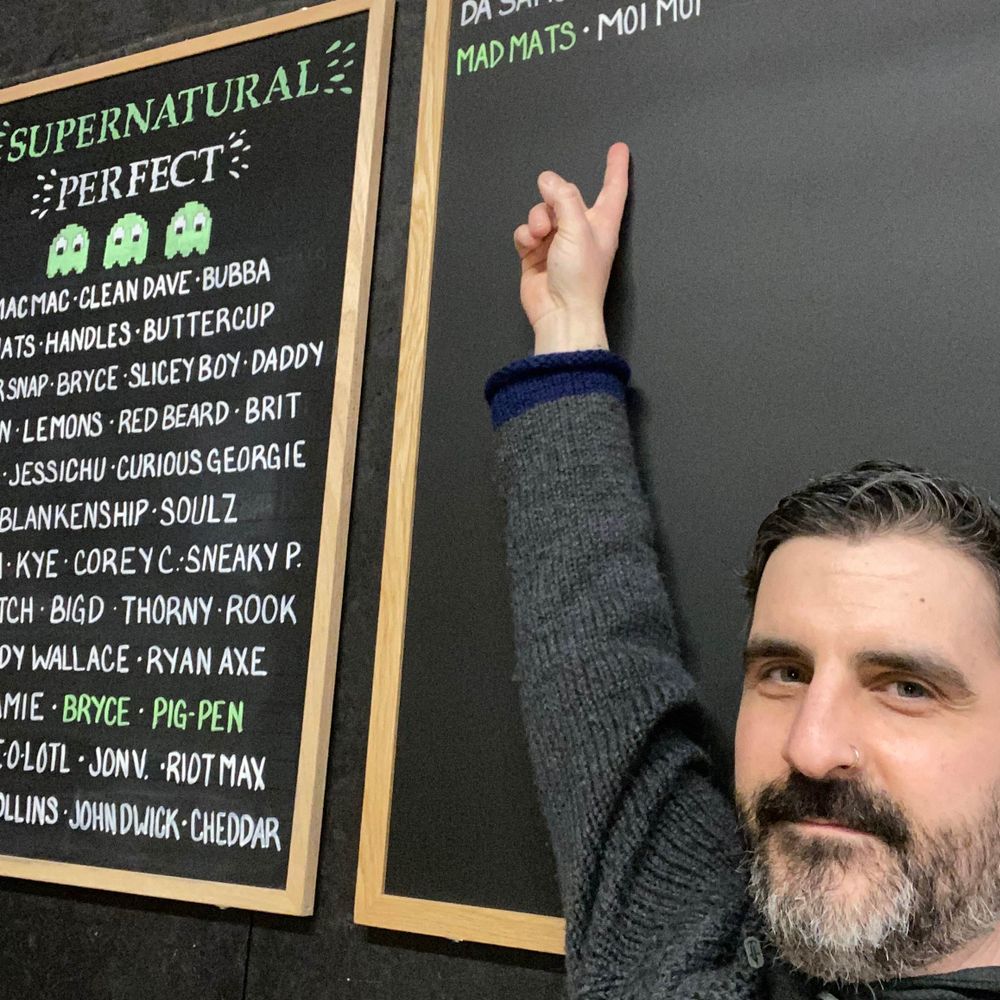 SUPERNATURAL
PERFECT
MACMAC · CLEAN DAVE · BUBBA
HANDLES · BUTTERCUP
BRYCE · SLICEY BOY · DADDY
LEMONS · RED BEARD · BRIT
JESSICHU · CURIOUS GEORGIE
BLANKENSHIP · SOULZ
KYE · COREY C. · SNEAKY P.
BIGD · THORNY · ROOK
WALLACE · RYAN AXE
BRYCE · PIG-PEN
JON V. · RIOT MAX
JOHN DWICK · CHEDDAR
DA
MAD MATS · MOI MOI